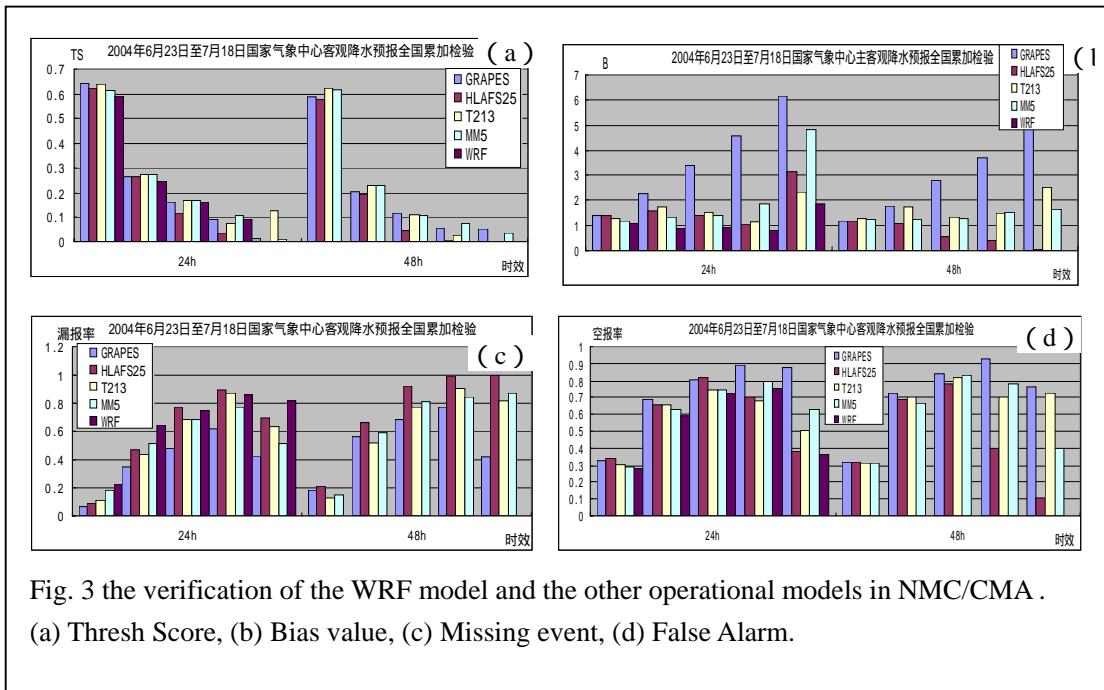 TS
2004年6月23日至7月18日国家气象中心客观降水预报全国累加检验
(a)
0.7
0.6
0.5
0.4
0.3
0.2
0.1
0
GRAPES
HLAFS25
T213
MM5
WRF
24h
48h
时效
B
2004年6月23日至7月18日国家气象中心主客观降水预报全国累加检验
(b
7
6
5
4
3
2
1
0
GRAPES
HLAFS25
T213
MM5
WRF
24h
48h
时效
漏报率
2004年6月23日至7月18日国家气象中心客观降水预报全国累加检验
(c)
1.2
1
0.8
0.6
0.4
0.2
0
GRAPES
HLAFS25
T213
MM5
WRF
24h
48h
时效
空报率
2004年6月23日至7月18日国家气象中心客观降水预报全国累加检验
(d)
1
0.9
0.8
0.7
0.6
0.5
0.4
0.3
0.2
0.1
0
GRAPES
HLAFS25
T213
MM5
WRF
24h
48h
时效
Fig. 3 the verification of the WRF model and the other operational models in NMC/CMA .
(a) Thresh Score, (b) Bias value, (c) Missing event, (d) False Alarm.